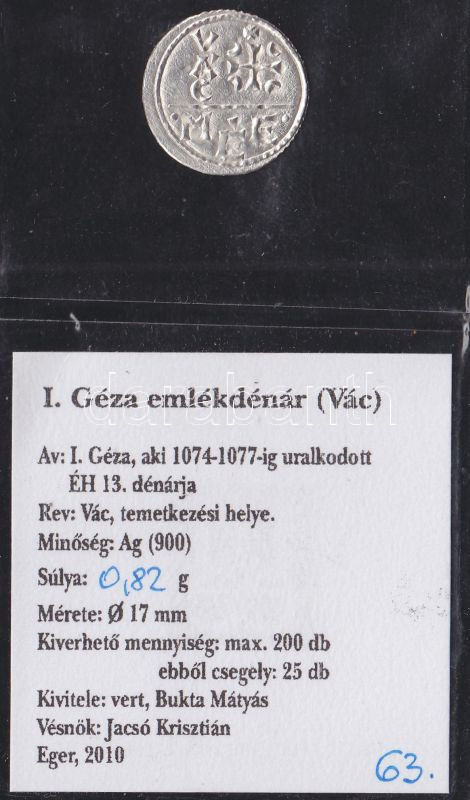 VAC
M E E
I. Géza emlékdénár (Vác)
darabanth
Av: I. Géza, aki 1074-1077-ig uralkodott
ÉH 13. dénárja
Rev: Vác, temetkezési helye.
Minőség: Ag (900)
Súlya: 0,82 g
Mérete: Ø 17 mm
Kiverhető mennyiség: max. 200 db
ebből csegely: 25 db
Kivitele: vert, Bukta Mátyás
Vésnök: Jacsó Krisztián
Eger, 2010
63.